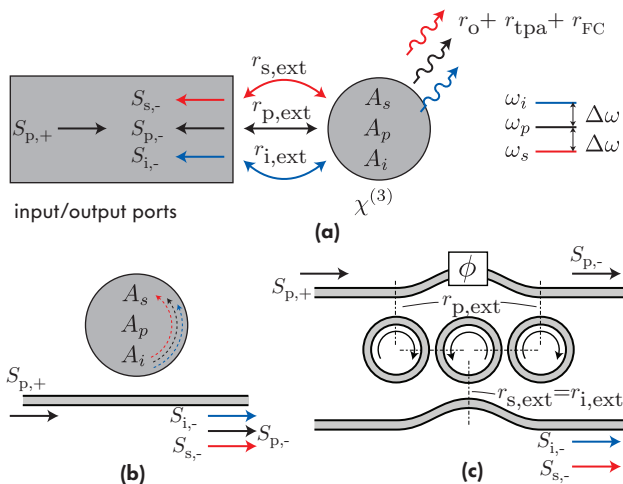 r_o + r_tpa + r_FC
r_s,ext
S_s,-
A_s
ω_i
S_p,+
S_p,-
r_p,ext
A_p
ω_p
Δω
S_i,-
r_i,ext
A_i
ω_s
Δω
χ^(3)
input/output ports
(a)
A_s
A_p
A_i
S_p,+
S_i,-
S_p,-
S_s,-
(b)
S_p,+
ϕ
S_p,-
r_p,ext
r_s,ext=r_i,ext
S_i,-
S_s,-
(c)